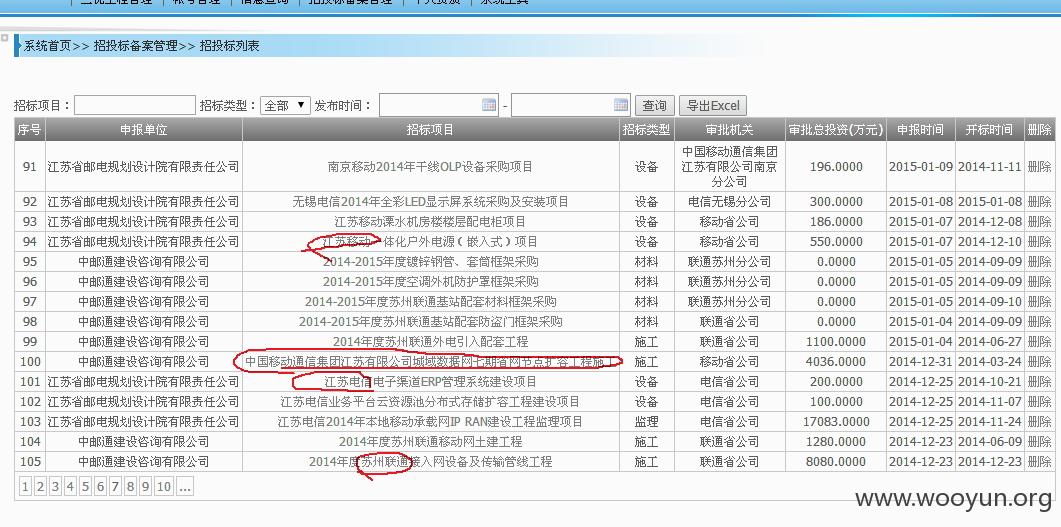 三优工程管理 | 帐号管理 | 信息查询 | 招投标备案管理 | 个人资质 | 系统工具
系统首页>> 招投标备案管理>> 招投标列表
招标项目： 招标类型： 全部 发布时间： - 查询 导出Excel
序号 申报单位 招标项目 招标类型 审批机关 审批总投资(万元) 申报时间 开标时间 删除
91 江苏省邮电规划设计院有限责任公司 南京移动2014年干线OLP设备采购项目 设备 中国移动通信集团江苏有限公司南京分公司 196.0000 2015-01-09 2014-11-11 删除
92 江苏省邮电规划设计院有限责任公司 无锡电信2014年全彩LED显示屏系统采购及安装项目 设备 电信无锡分公司 300.0000 2015-01-08 2015-01-08 删除
93 江苏省邮电规划设计院有限责任公司 江苏移动溧水机房楼楼层配电柜项目 设备 移动省公司 186.0000 2015-01-07 2014-12-08 删除
94 江苏省邮电规划设计院有限责任公司 江苏移动一体化户外电源（嵌入式）项目 设备 移动省公司 550.0000 2015-01-07 2014-12-10 删除
95 中邮通建设咨询有限公司 2014-2015年度镀锌钢管、套筒框架采购 材料 联通苏州分公司 0.0000 2015-01-05 2014-09-09 删除
96 中邮通建设咨询有限公司 2014-2015年度空调外机防护罩框架采购 材料 联通苏州分公司 0.0000 2015-01-05 2014-09-09 删除
97 中邮通建设咨询有限公司 2014-2015年度苏州联通基站配套材料框架采购 材料 联通苏州分公司 0.0000 2015-01-05 2014-09-10 删除
98 中邮通建设咨询有限公司 2014-2015年度苏州联通基站配套防盗门框架采购 材料 联通省公司 0.0000 2015-01-04 2014-09-09 删除
99 中邮通建设咨询有限公司 2014年度苏州联通外电引入配套工程 施工 联通省公司 1100.0000 2015-01-04 2014-06-27 删除
100 中邮通建设咨询有限公司 中国移动通信集团江苏有限公司城域数据网七期省网节点扩容工程施工 施工 移动省公司 4036.0000 2014-12-31 2014-03-24 删除
101 江苏省邮电规划设计院有限责任公司 江苏电信电子渠道ERP管理系统建设项目 设备 电信省公司 200.0000 2014-12-25 2014-10-21 删除
102 江苏省邮电规划设计院有限责任公司 江苏电信业务平台云资源池分布式存储扩容工程建设项目 设备 电信省公司 100.0000 2014-12-25 2014-11-07 删除
103 江苏省邮电规划设计院有限责任公司 江苏电信2014年本地移动承载网IP RAN建设工程监理项目 监理 电信省公司 17083.0000 2014-12-25 2014-11-24 删除
104 中邮通建设咨询有限公司 2014年度苏州联通移动网土建工程 施工 联通省公司 1280.0000 2014-12-23 2014-06-09 删除
105 中邮通建设咨询有限公司 2014年度苏州联通接入网设备及传输管线工程 施工 联通省公司 8080.0000 2014-12-23 2014-12-23 删除
1 2 3 4 5 6 7 8 9 10 ...
www.wooyun.org